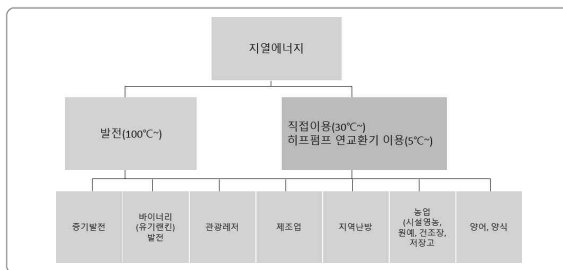 지열에너지
발전(100℃~)
직접이용(30℃~)
히프펌프 연교환기 이용(5℃~)
증기발전
바이너리
(유기랜킨)
발전
관광레저
제조업
지역난방
농업
(시설영농,
원예, 건조장,
저장고
양어, 양식